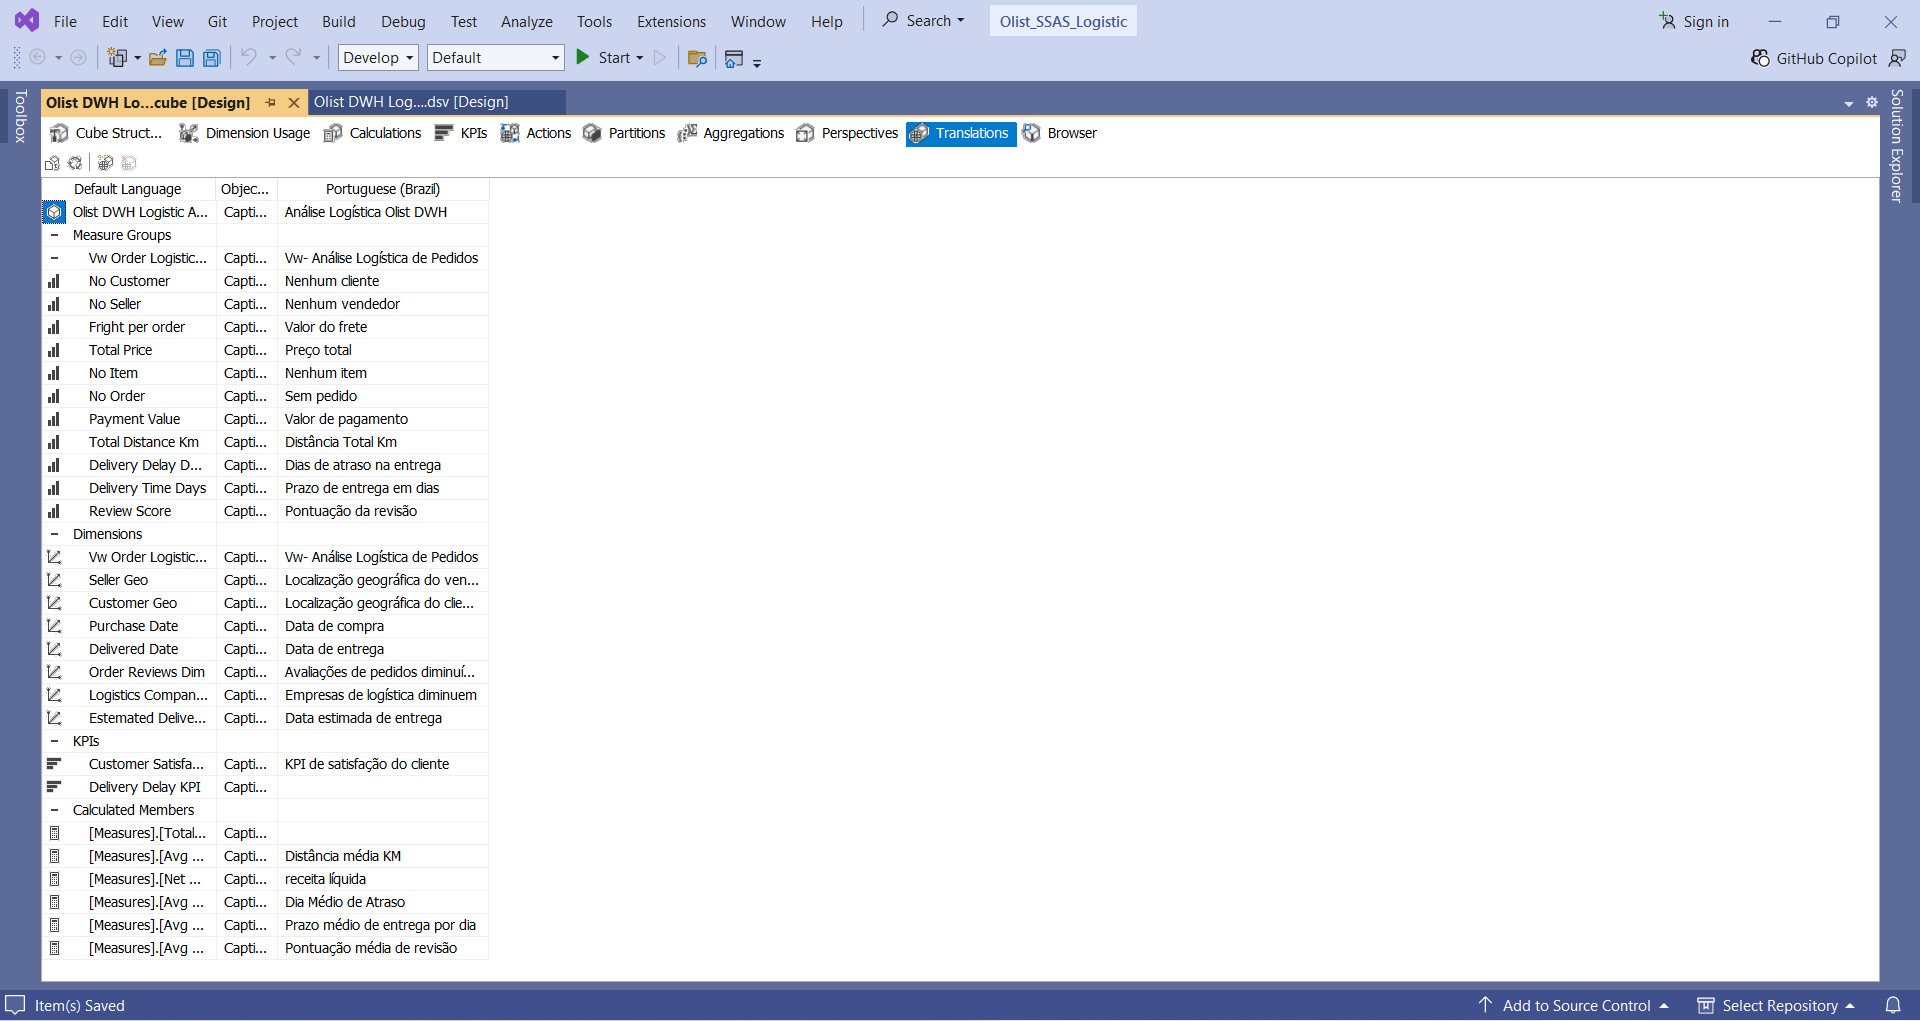 File Edit View Git Project Build Debug Test Analyze Tools Extensions Window Help Search Olist_SSAS_Logistic Sign in
Develop Default Start GitHub Copilot
Toolbox
Olist DWH Lo...cube [Design] Olist DWH Log....dsv [Design]
Solution Explorer
Cube Struct... Dimension Usage Calculations KPIs Actions Partitions Aggregations Perspectives Translations Browser
Default Language Objec... Portuguese (Brazil)
Olist DWH Logistic A... Capti... Análise Logística Olist DWH
Measure Groups
Vw Order Logistic... Capti... Vw- Análise Logística de Pedidos
No Customer Capti... Nenhum cliente
No Seller Capti... Nenhum vendedor
Fright per order Capti... Valor do frete
Total Price Capti... Preço total
No Item Capti... Nenhum item
No Order Capti... Sem pedido
Payment Value Capti... Valor de pagamento
Total Distance Km Capti... Distância Total Km
Delivery Delay D... Capti... Dias de atraso na entrega
Delivery Time Days Capti... Prazo de entrega em dias
Review Score Capti... Pontuação da revisão
Dimensions
Vw Order Logistic... Capti... Vw- Análise Logística de Pedidos
Seller Geo Capti... Localização geográfica do ven...
Customer Geo Capti... Localização geográfica do clie...
Purchase Date Capti... Data de compra
Delivered Date Capti... Data de entrega
Order Reviews Dim Capti... Avaliações de pedidos diminuí...
Logistics Compan... Capti... Empresas de logística diminuem
Estemated Delive... Capti... Data estimada de entrega
KPIs
Customer Satisfa... Capti... KPI de satisfação do cliente
Delivery Delay KPI Capti...
Calculated Members
[Measures].[Total... Capti...
[Measures].[Avg ... Capti... Distância média KM
[Measures].[Net ... Capti... receita líquida
[Measures].[Avg ... Capti... Dia Médio de Atraso
[Measures].[Avg ... Capti... Prazo médio de entrega por dia
[Measures].[Avg ... Capti... Pontuação média de revisão
Item(s) Saved Add to Source Control Select Repository